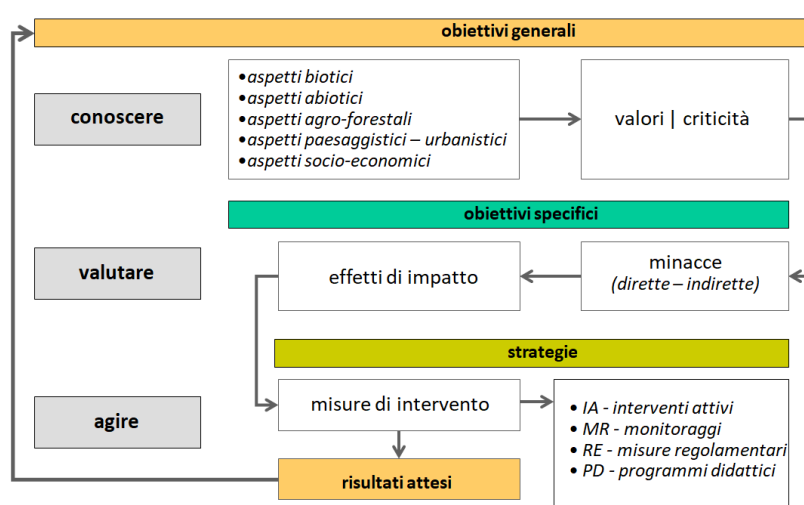 obiettivi generali
conoscere
•aspetti biotici
•aspetti abiotici
•aspetti agro-forestali
•aspetti paesaggistici – urbanistici
•aspetti socio-economici
valori | criticità
obiettivi specifici
valutare
effetti di impatto
minacce
(dirette – indirette)
strategie
agire
misure di intervento
• IA - interventi attivi
• MR - monitoraggi
• RE - misure regolamentari
• PD - programmi didattici
risultati attesi